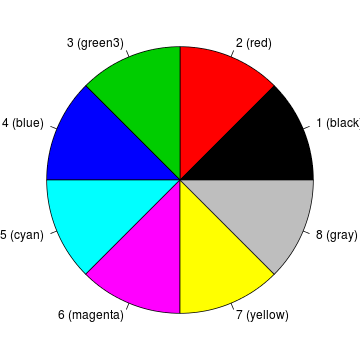 3 (green3)
2 (red)
4 (blue)
1 (black
5 (cyan)
8 (gray)
6 (magenta)
7 (yellow)